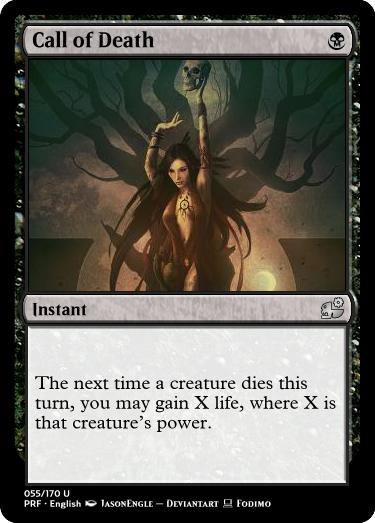 Call of Death
Instant
The next time a creature dies this
turn, you may gain X life, where X is
that creature's power.
055/170 U
PRF • English JasonEngle – Deviantart Fodimo